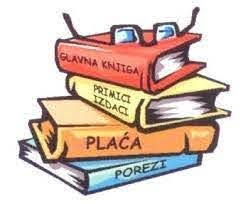 GLAVNA KNJIGA
PRIMICI
IZDACI
PLAĆA
POREZI